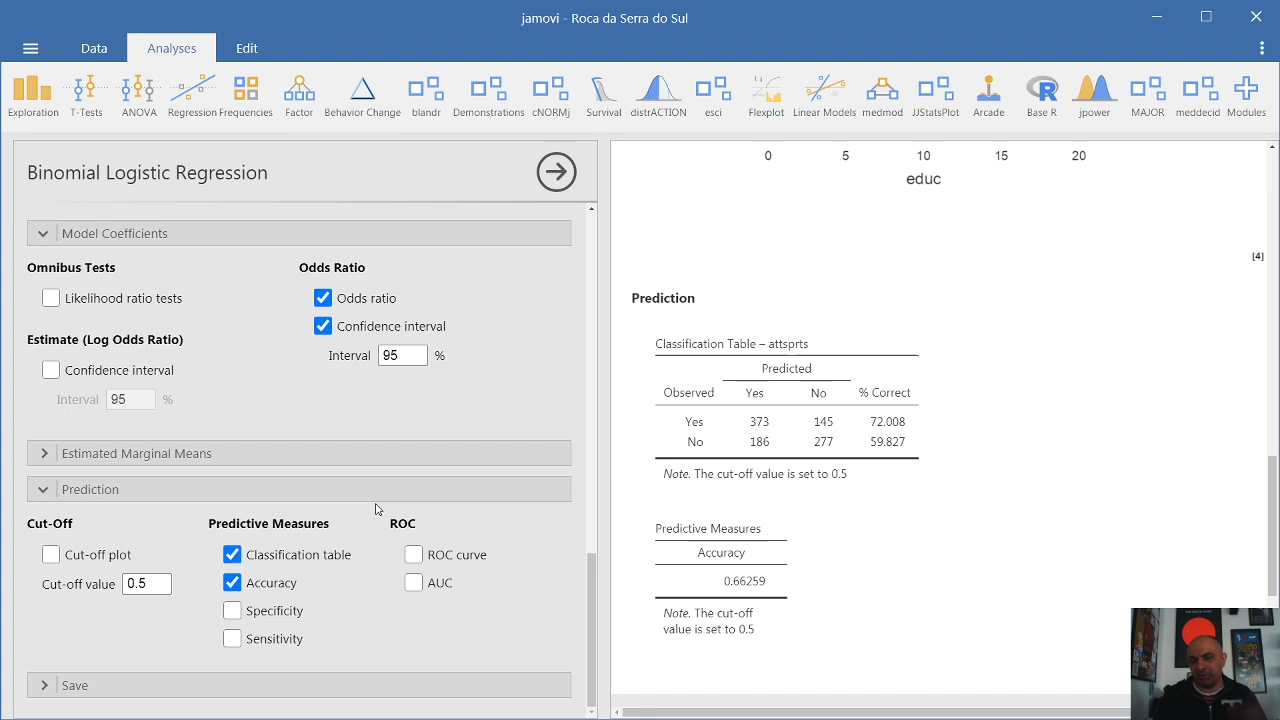 jamovi - Roca da Serra do Sul
Data Analyses Edit
Exploration T-Tests ANOVA Regression Frequencies Factor Behavior Change blandr Demonstrations cNORMj Survival distrACTION esci Flexplot Linear Models medmod JJStatsPlot Arcade Base R jpower MAJOR meddecid Modules
Binomial Logistic Regression
Model Coefficients
Omnibus Tests
Likelihood ratio tests
Estimate (Log Odds Ratio)
Confidence interval
Interval 95 %
Odds Ratio
Odds ratio
Confidence interval
Interval 95 %
Estimated Marginal Means
Prediction
Cut-Off
Cut-off plot
Cut-off value 0.5
Predictive Measures
Classification table
Accuracy
Specificity
Sensitivity
ROC
ROC curve
AUC
Save
0 5 10 15 20
educ
[4]
Prediction
Classification Table – attsprts
Predicted
Observed Yes No % Correct
Yes 373 145 72.008
No 186 277 59.827
Note. The cut-off value is set to 0.5
Predictive Measures
Accuracy
0.66259
Note. The cut-off
value is set to 0.5